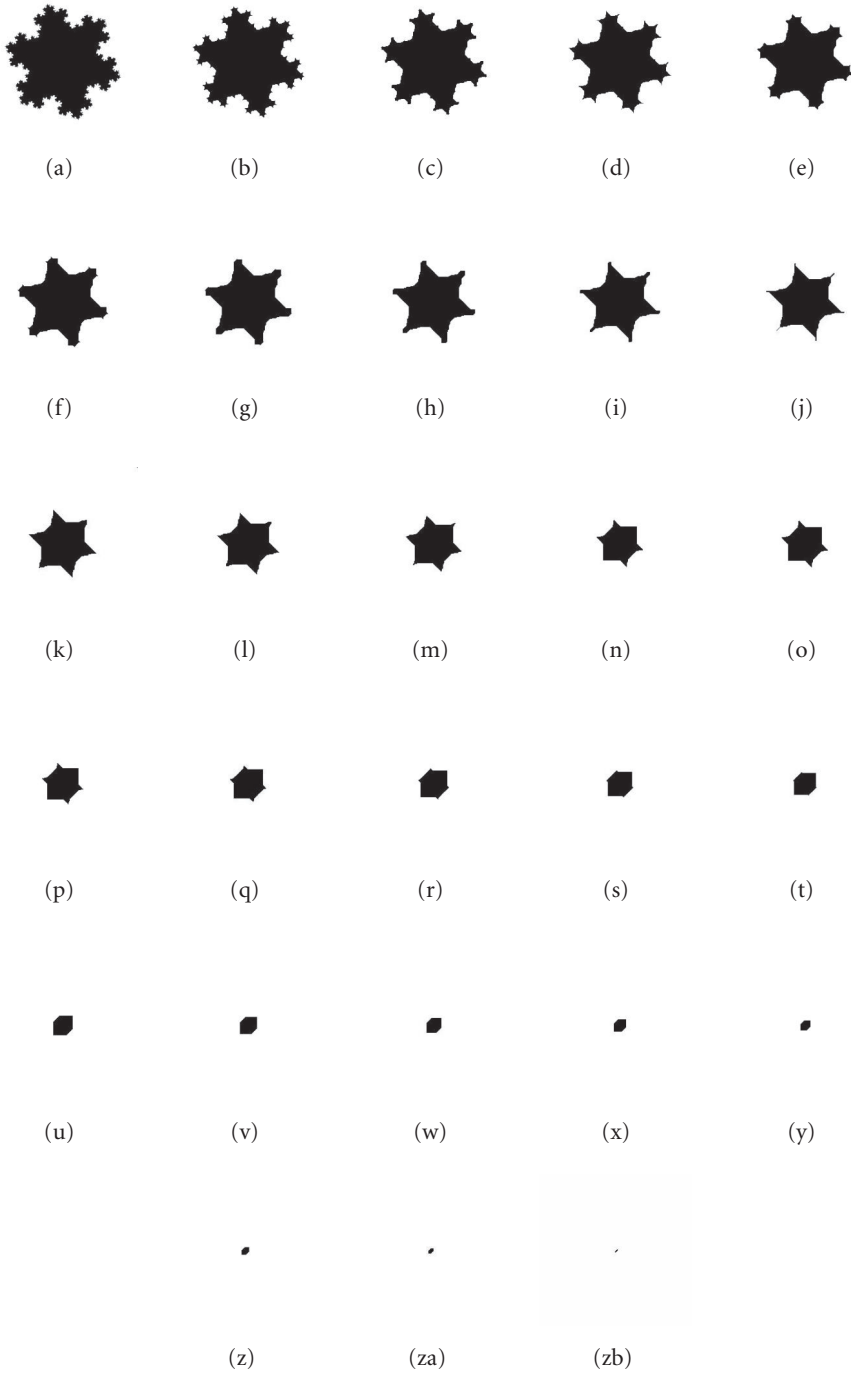 (a) (b) (c) (d) (e)
(f) (g) (h) (i) (j)
(k) (l) (m) (n) (o)
(p) (q) (r) (s) (t)
(u) (v) (w) (x) (y)
(z) (za) (zb)